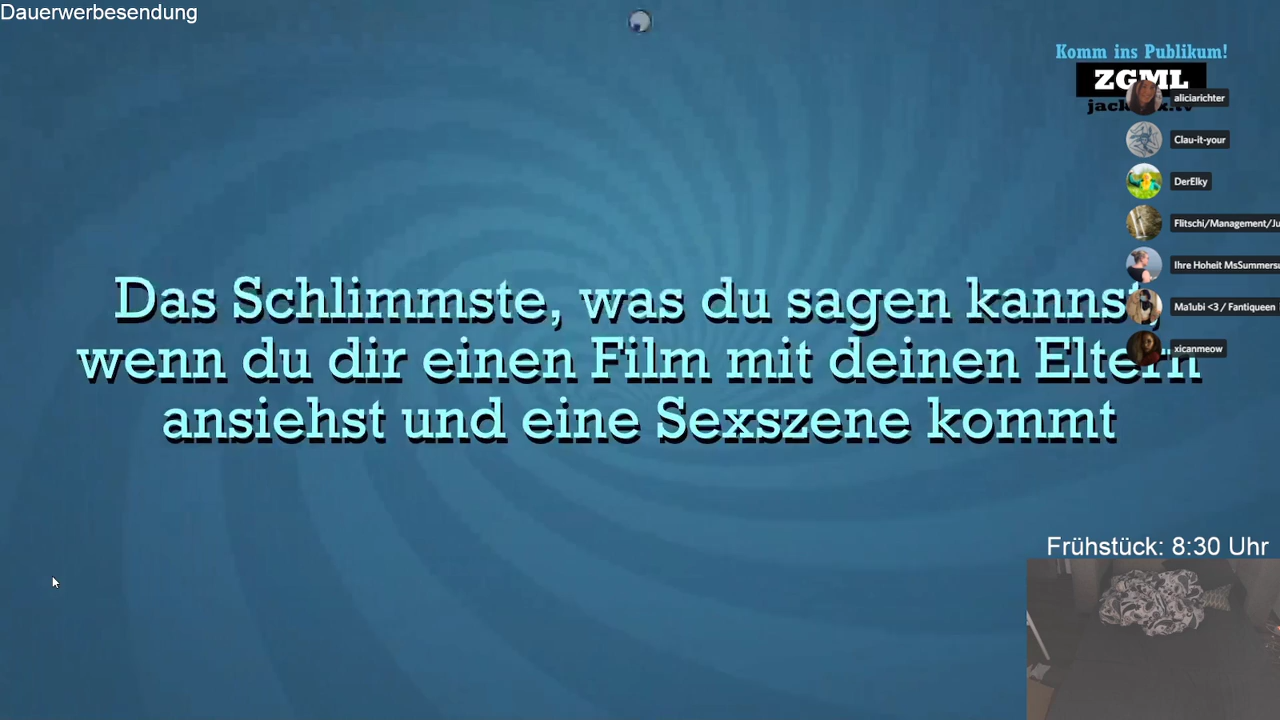 Dauerwerbesendung
Komm ins Publikum!
ZGML
aliciarichter
Clau-it-your
DerElky
Flitschi/Management/Ju
Ihre Hoheit MsSummersu
Ma1ubi <3 / Fantiqueen
xicanmeow
Das Schlimmste, was du sagen kannst,
wenn du dir einen Film mit deinen Eltern
ansiehst und eine Sexszene kommt
Frühstück: 8:30 Uhr